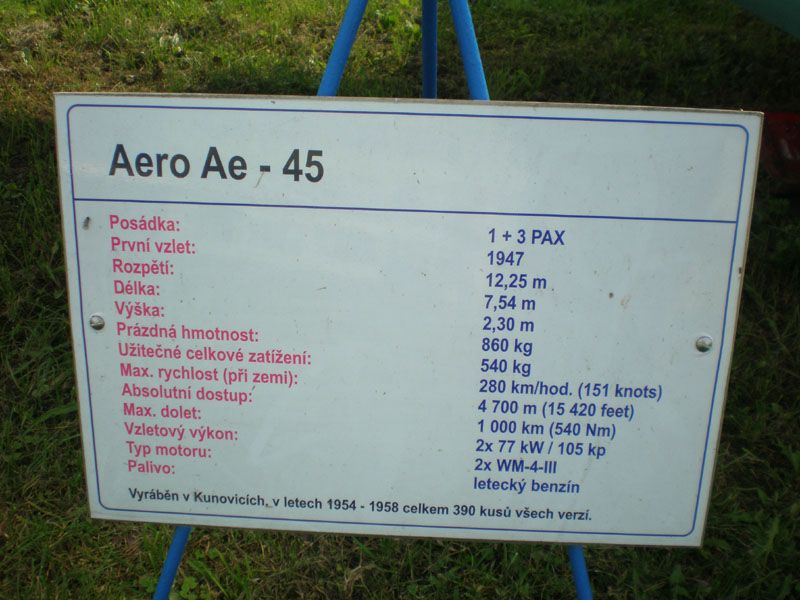 Aero Ae - 45
Posádka: 1 + 3 PAX
První vzlet: 1947
Rozpětí: 12,25 m
Délka: 7,54 m
Výška: 2,30 m
Prázdná hmotnost: 860 kg
Užitečné celkové zatížení: 540 kg
Max. rychlost (při zemi): 280 km/hod. (151 knots)
Absolutní dostup: 4 700 m (15 420 feet)
Max. dolet: 1 000 km (540 Nm)
Vzletový výkon: 2x 77 kW / 105 kp
Typ motoru: 2x WM-4-III
Palivo: letecký benzín
Vyráběn v Kunovicích, v letech 1954 - 1958 celkem 390 kusů všech verzí.